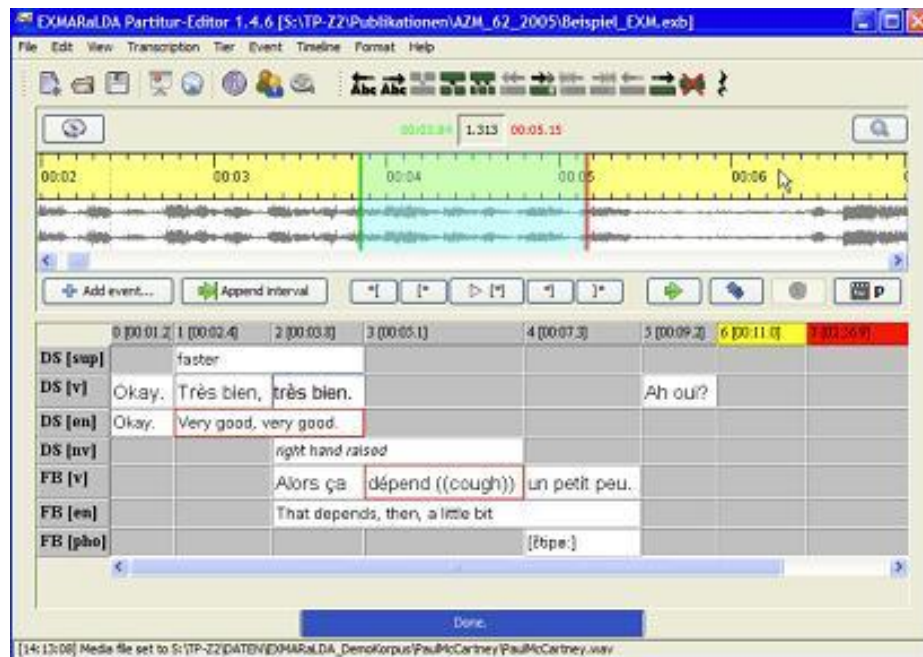 EXMARaLDA Partitur-Editor 1.4.6 [S:\TP-Z2\Publikationen\AZM_62_2005\Beispiel_EXM.exb]
File Edit View Transcription Tier Event Timeline Format Help
Abc Abc
1.313 00:05.15
00:02 00:03 00:04 00:05 00:06
Add event... Append interval *[ [* [*] *] ]* P
0 [00:01.2] 1 [00:02.4] 2 [00:03.8] 3 [00:05.1] 4 [00:07.3] 5 [00:09.2] 6 [00:11.0]
DS [sup] faster
DS [v] Okay. Très bien, très bien. Ah oui?
DS [en] Okay. Very good, very good.
DS [nv] right hand raised
FB [v] Alors ça dépend ((cough)) un petit peu.
FB [en] That depends, then, a little bit
FB [pho]
Done.
[14:13:08] Media file set to S:\TP-Z2\DATEN\EXMARaLDA_DemoKorpus\PaulMcCartney\PaulMcCartney.wav